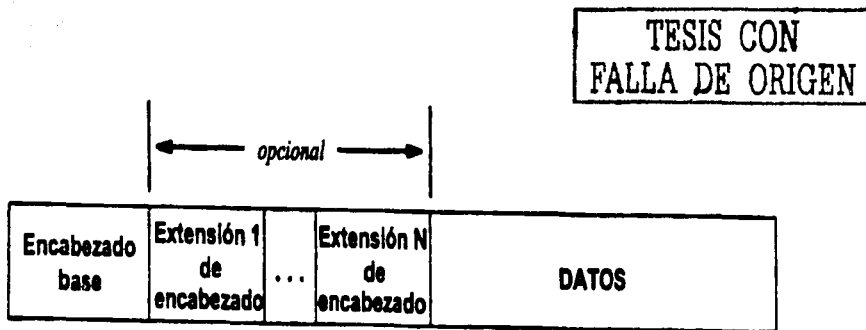 TESIS CON
FALLA DE ORIGEN
opcional
Encabezado
base
Extensión 1
de
encabezado
...
Extensión N
de
encabezado
DATOS